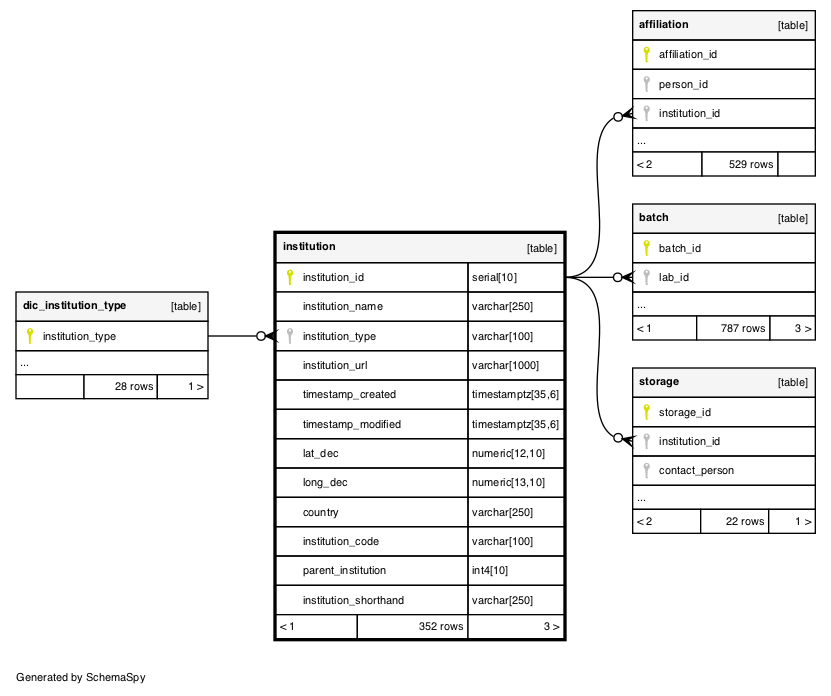 affiliation [table]
affiliation_id
person_id
institution_id
...
< 2 529 rows
batch [table]
batch_id
lab_id
...
< 1 787 rows 3 >
institution [table]
institution_id serial[10]
institution_name varchar[250]
institution_type varchar[100]
institution_url varchar[1000]
timestamp_created timestamptz[35,6]
timestamp_modified timestamptz[35,6]
lat_dec numeric[12,10]
long_dec numeric[13,10]
country varchar[250]
institution_code varchar[100]
parent_institution int4[10]
institution_shorthand varchar[250]
< 1 352 rows 3 >
dic_institution_type [table]
institution_type
...
28 rows 1 >
storage [table]
storage_id
institution_id
contact_person
...
< 2 22 rows 1 >
Generated by SchemaSpy